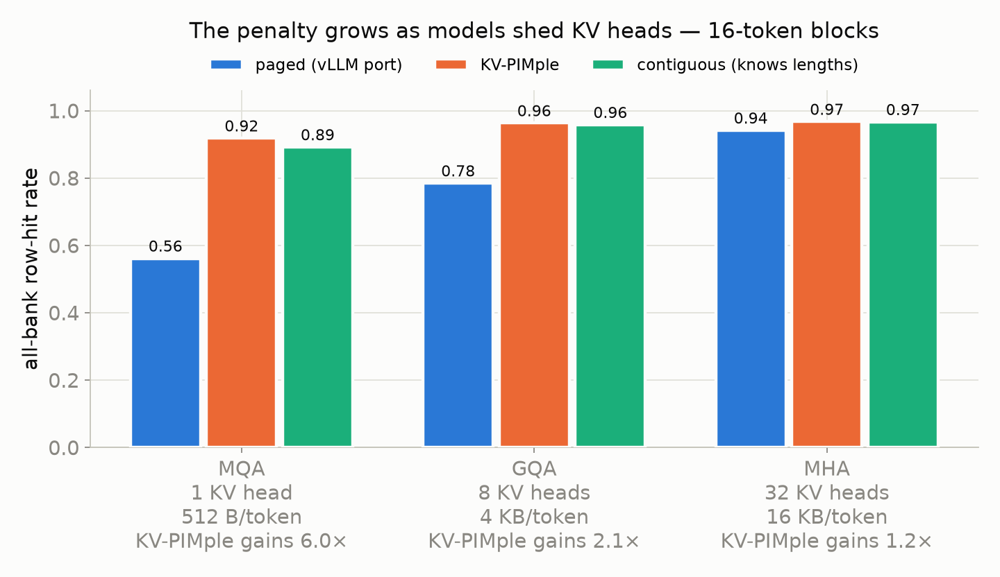 The penalty grows as models shed KV heads — 16-token blocks
paged (vLLM port) KV-PIMple contiguous (knows lengths)
all-bank row-hit rate
1.0
0.8
0.6
0.4
0.2
0.0
0.56 0.92 0.89
0.78 0.96 0.96
0.94 0.97 0.97
MQA
1 KV head
512 B/token
KV-PIMple gains 6.0×
GQA
8 KV heads
4 KB/token
KV-PIMple gains 2.1×
MHA
32 KV heads
16 KB/token
KV-PIMple gains 1.2×